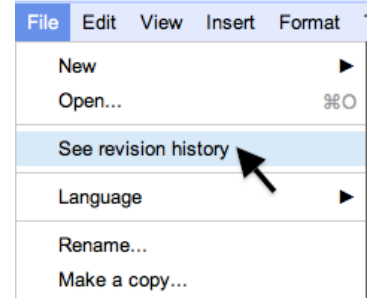 File Edit View Insert Format
New
Open... ⌘O
See revision history
Language
Rename...
Make a copy...